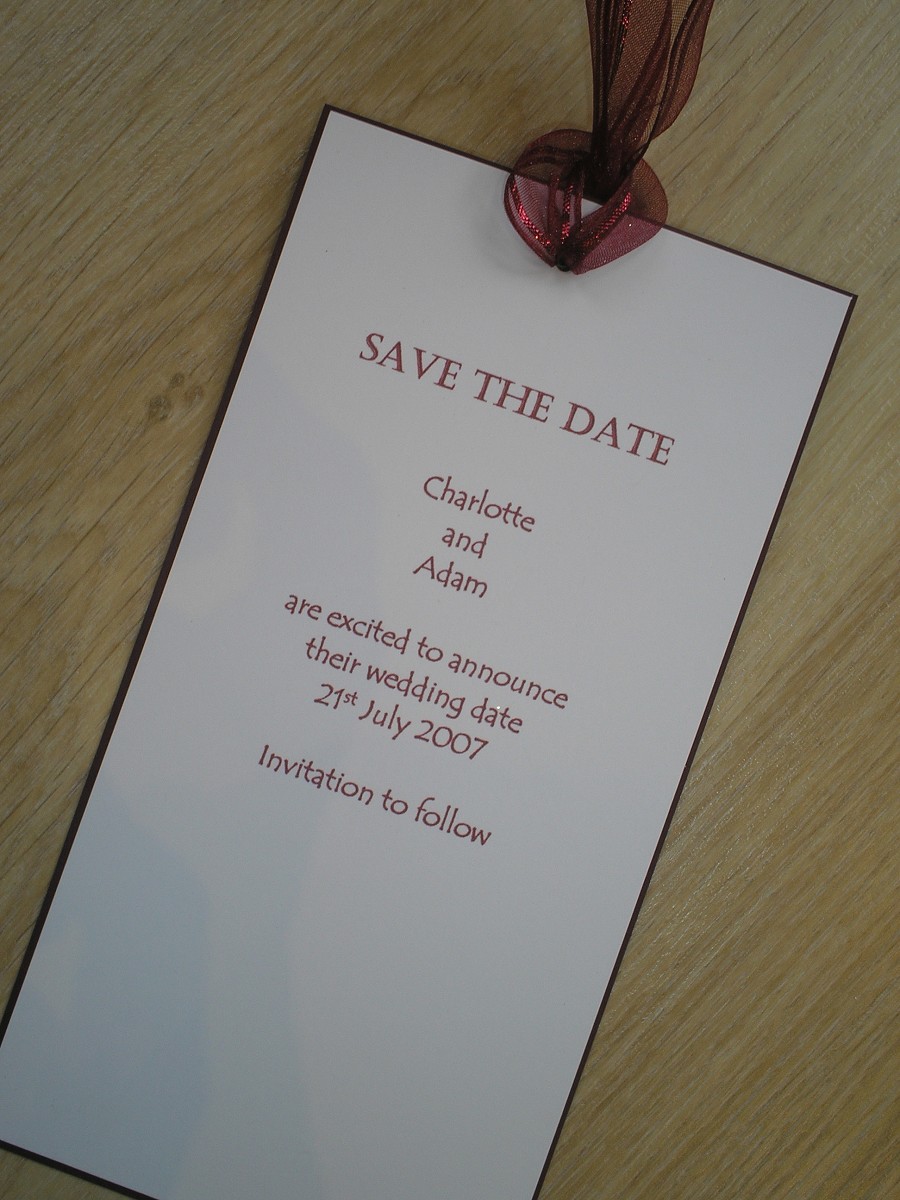 SAVE THE DATE
Charlotte
and
Adam
are excited to announce
their wedding date
21st July 2007
Invitation to follow